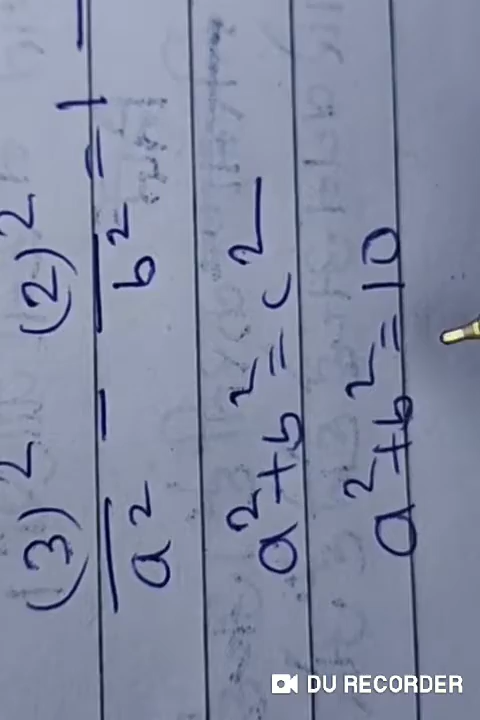 (3)²/a² - (2)²/b² = 1 -
a² + b² = c²
a² + b² = 10
DU RECORDER